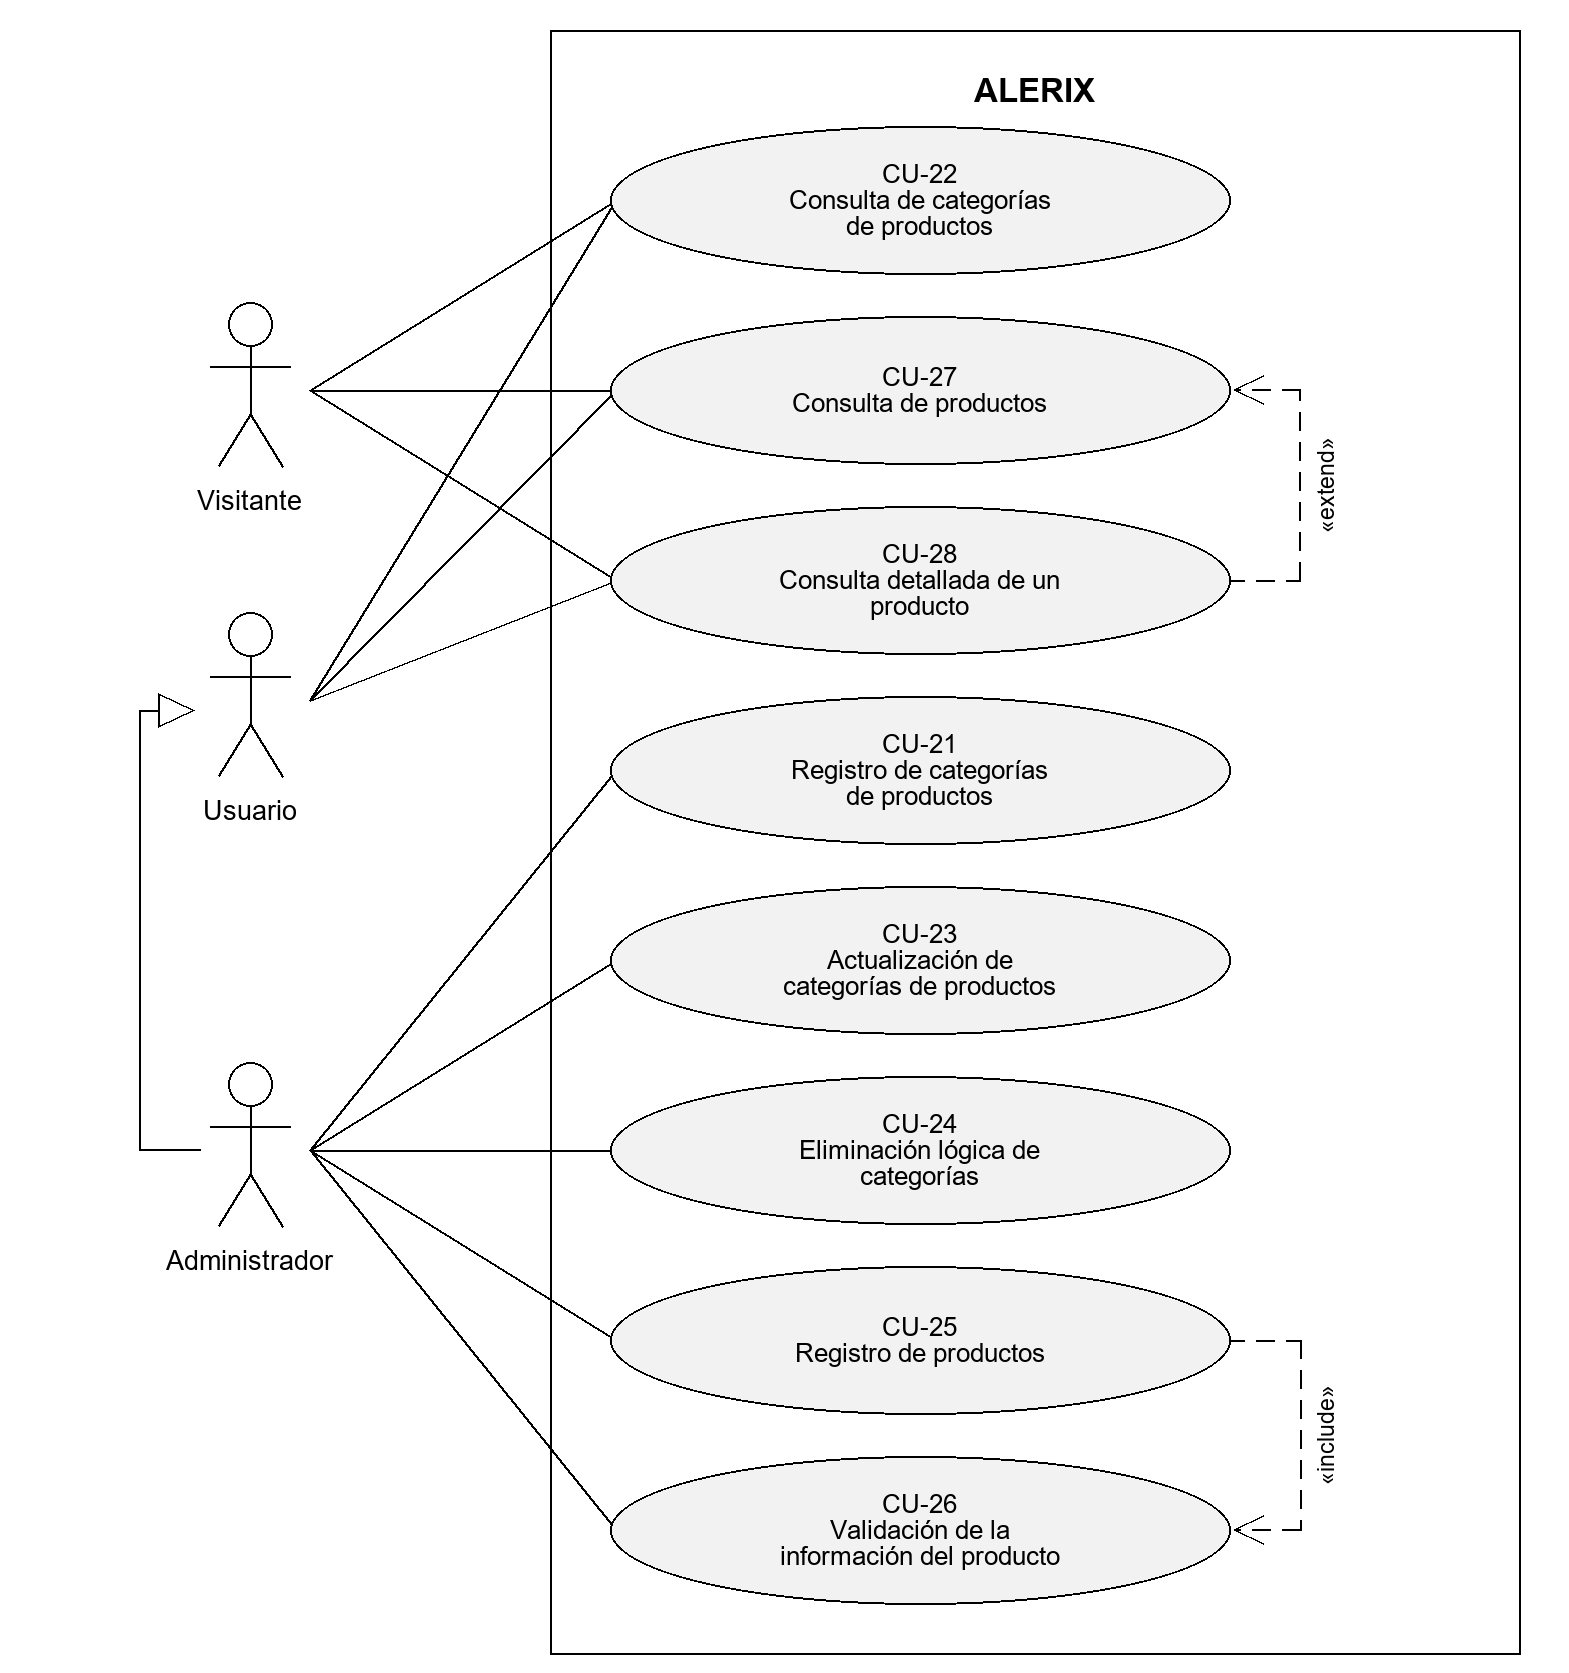 ALERIX
CU-22
Consulta de categorías
de productos
CU-27
Consulta de productos
«extend»
Visitante
CU-28
Consulta detallada de un
producto
Usuario
CU-21
Registro de categorías
de productos
CU-23
Actualización de
categorías de productos
CU-24
Eliminación lógica de
categorías
Administrador
CU-25
Registro de productos
«include»
CU-26
Validación de la
información del producto